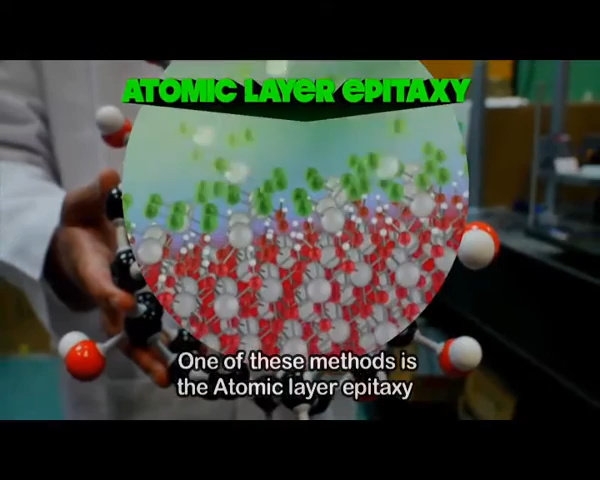 ATOMIC LAYER EPITAXY
One of these methods is
the Atomic layer epitaxy